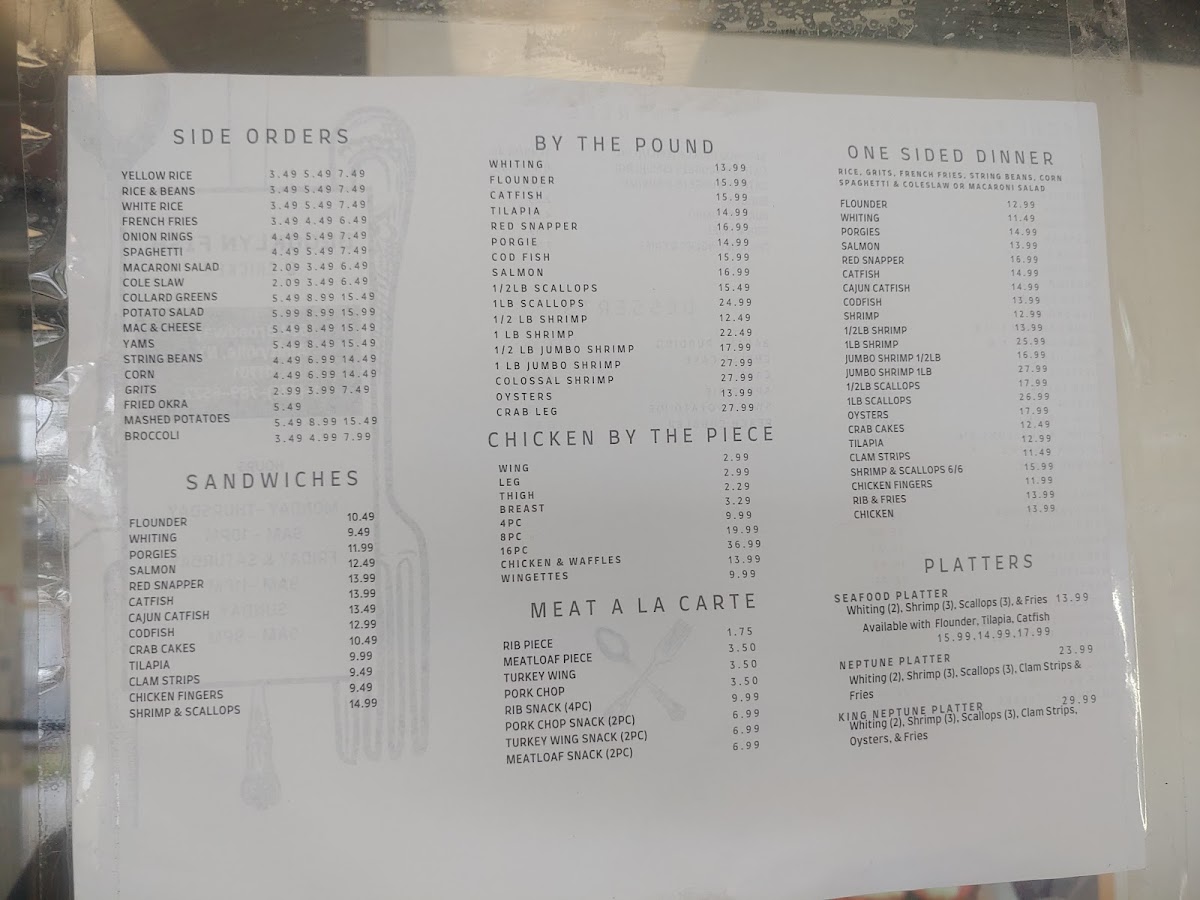 SIDE ORDERS
YELLOW RICE 3.49 5.49 7.49
RICE & BEANS 3.49 5.49 7.49
WHITE RICE 3.49 5.49 7.49
FRENCH FRIES 3.49 4.49 6.49
ONION RINGS 4.49 5.49 7.49
SPAGHETTI 4.49 5.49 7.49
MACARONI SALAD 2.09 3.49 6.49
COLE SLAW 2.09 3.49 6.49
COLLARD GREENS 5.49 8.99 15.49
POTATO SALAD 5.99 8.99 15.99
MAC & CHEESE 5.49 8.49 15.49
YAMS 5.49 8.49 15.49
STRING BEANS 4.49 6.99 14.49
CORN 4.49 6.99 14.49
GRITS 2.99 3.99 7.49
FRIED OKRA 5.49
MASHED POTATOES 5.49 8.99 15.49
BROCCOLI 3.49 4.99 7.99
SANDWICHES
FLOUNDER 10.49
WHITING 9.49
PORGIES 11.99
SALMON 12.49
RED SNAPPER 13.99
CATFISH 13.99
CAJUN CATFISH 13.49
CODFISH 12.99
CRAB CAKES 10.49
TILAPIA 9.99
CLAM STRIPS 9.49
CHICKEN FINGERS 9.49
SHRIMP & SCALLOPS 14.99
BY THE POUND
WHITING 13.99
FLOUNDER 15.99
CATFISH 15.99
TILAPIA 14.99
RED SNAPPER 16.99
PORGIE 14.99
COD FISH 15.99
SALMON 16.99
1/2LB SCALLOPS 15.49
1LB SCALLOPS 24.99
1/2 LB SHRIMP 12.49
1 LB SHRIMP 22.49
1/2 LB JUMBO SHRIMP 17.99
1 LB JUMBO SHRIMP 27.99
COLOSSAL SHRIMP 27.99
OYSTERS 13.99
CRAB LEG 27.99
CHICKEN BY THE PIECE
WING 2.99
LEG 2.99
THIGH 2.29
BREAST 3.29
4PC 9.99
8PC 19.99
16PC 36.99
CHICKEN & WAFFLES 13.99
WINGETTES 9.99
MEAT A LA CARTE
RIB PIECE 1.75
MEATLOAF PIECE 3.50
TURKEY WING 3.50
PORK CHOP 3.50
RIB SNACK (4PC) 9.99
PORK CHOP SNACK (2PC) 6.99
TURKEY WING SNACK (2PC) 6.99
MEATLOAF SNACK (2PC) 6.99
ONE SIDED DINNER
RICE, GRITS, FRENCH FRIES, STRING BEANS, CORN
SPAGHETTI & COLESLAW OR MACARONI SALAD
FLOUNDER 12.99
WHITING 11.49
PORGIES 14.99
SALMON 13.99
RED SNAPPER 16.99
CATFISH 14.99
CAJUN CATFISH 14.99
CODFISH 13.99
SHRIMP 12.99
1/2LB SHRIMP 13.99
1LB SHRIMP 25.99
JUMBO SHRIMP 1/2LB 16.99
JUMBO SHRIMP 1LB 27.99
1/2LB SCALLOPS 17.99
1LB SCALLOPS 26.99
OYSTERS 17.99
CRAB CAKES 12.49
TILAPIA 12.99
CLAM STRIPS 11.49
SHRIMP & SCALLOPS 6/6 15.99
CHICKEN FINGERS 11.99
RIB & FRIES 13.99
CHICKEN 13.99
PLATTERS
SEAFOOD PLATTER
Whiting (2), Shrimp (3), Scallops (3), & Fries 13.99
Available with Flounder, Tilapia, Catfish
15.99,14.99,17.99
NEPTUNE PLATTER 23.99
Whiting (2), Shrimp (3), Scallops (3), Clam Strips &
Fries
KING NEPTUNE PLATTER 29.99
Whiting (2), Shrimp (3), Scallops (3), Clam Strips,
Oysters, & Fries